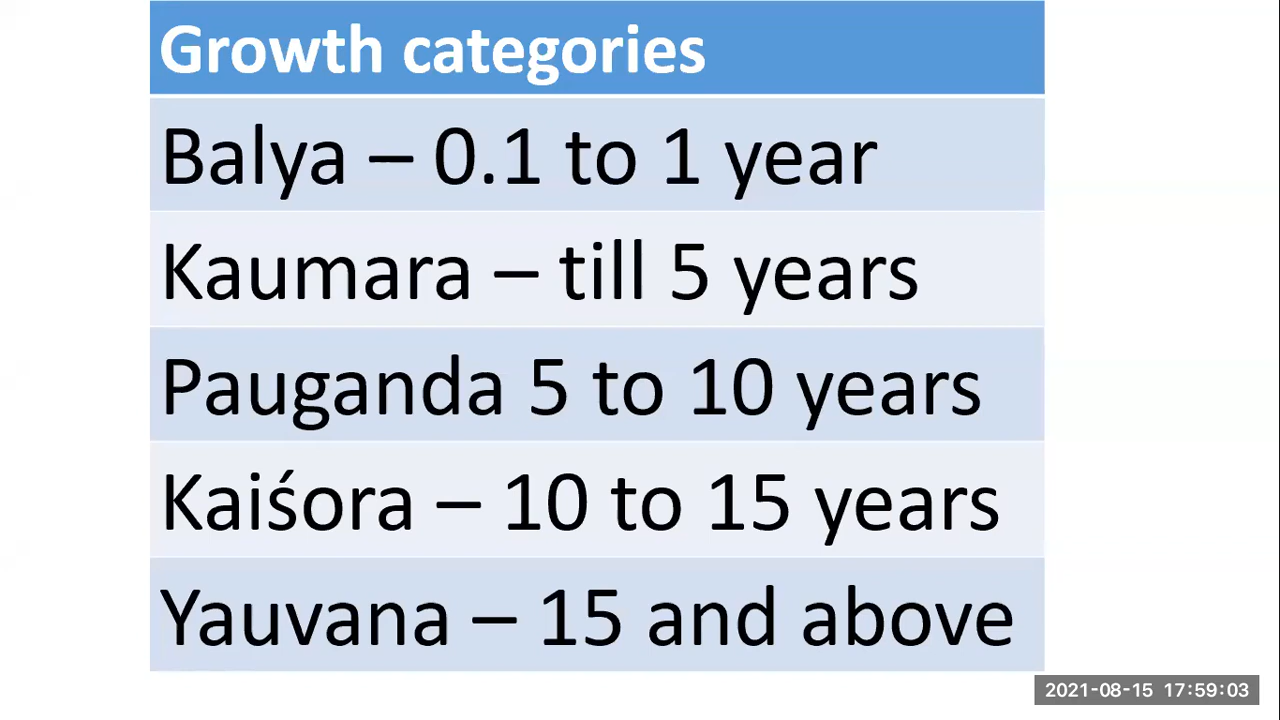 Growth categories
Balya – 0.1 to 1 year
Kaumara – till 5 years
Pauganda 5 to 10 years
Kaiśora – 10 to 15 years
Yauvana – 15 and above
2021-08-15 17:59:03